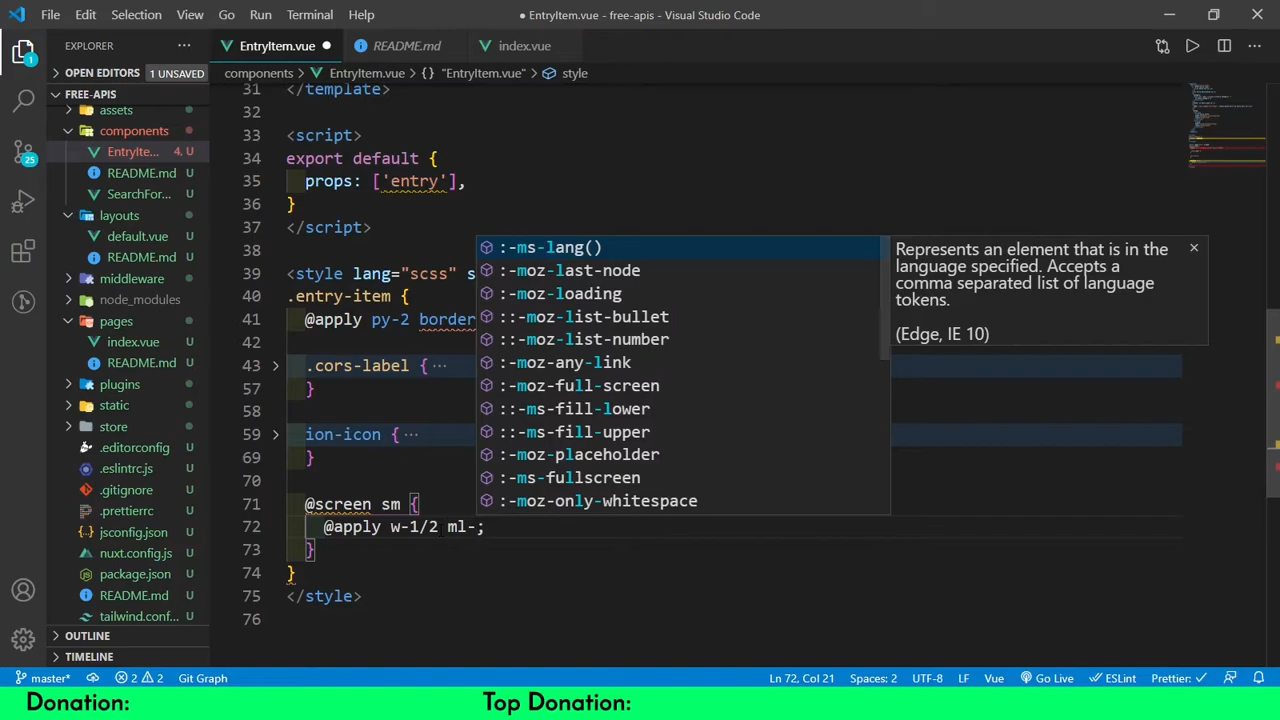 File Edit Selection View Go Run Terminal Help
● EntryItem.vue - free-apis - Visual Studio Code
EXPLORER
EntryItem.vue
README.md
index.vue
OPEN EDITORS 1 UNSAVED
components > EntryItem.vue > {} "EntryItem.vue" > style
FREE-APIS
assets
components
EntryIte... 4, U
README.md U
SearchFor... U
layouts
default.vue U
README.md U
middleware
node_modules
pages
index.vue U
README.md U
plugins
static
store
.editorconfig U
.eslintrc.js U
.gitignore U
.prettierrc U
jsconfig.json U
nuxt.config.js U
package.json U
README.md U
tailwind.conf... U
OUTLINE
TIMELINE
1
25
31 </template>
32
33 <script>
34 export default {
35 props: ['entry'],
36 }
37 </script>
38
39 <style lang="scss" s
40 .entry-item {
41 @apply py-2 border
42
43 .cors-label { ...
57 }
58
59 ion-icon { ...
69 }
70
71 @screen sm {
72 @apply w-1/2 ml-;
73 }
74 }
75 </style>
76
:-ms-lang()
:-moz-last-node
:-moz-loading
::-moz-list-bullet
::-moz-list-number
:-moz-any-link
:-moz-full-screen
::-ms-fill-lower
::-ms-fill-upper
:-moz-placeholder
:-ms-fullscreen
:-moz-only-whitespace
Represents an element that is in the
language specified. Accepts a
comma separated list of language
tokens.
(Edge, IE 10)
master* 2 2 Git Graph Ln 72, Col 21 Spaces: 2 UTF-8 LF Vue Go Live ESLint Prettier: ✓
Donation: Top Donation: